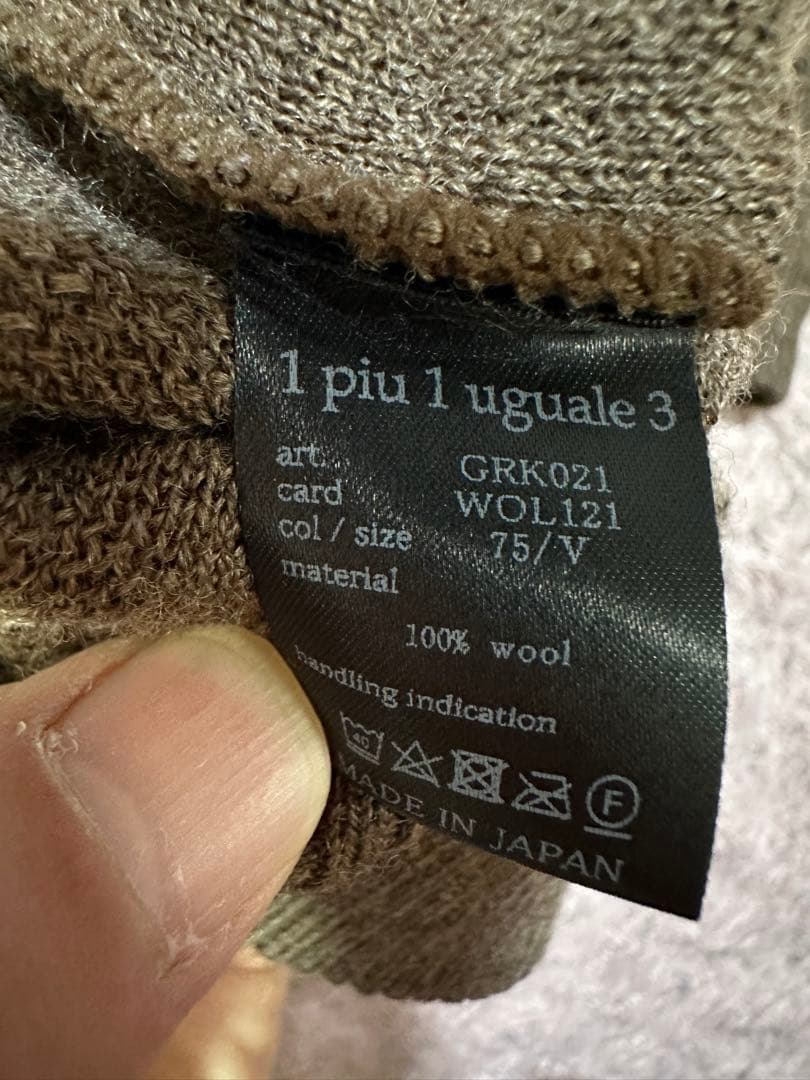 1 piu 1 uguale 3
art. GRK021
card WOL121
col / size 75/V
material
100% wool
handling indication
40
F
MADE IN JAPAN